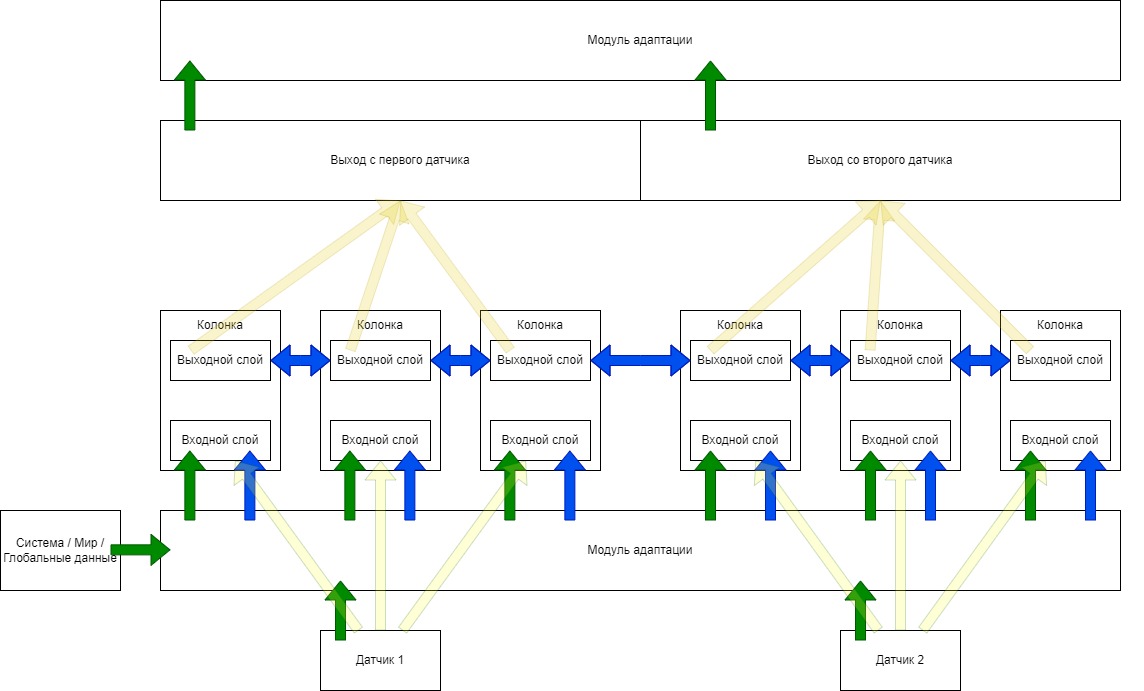 Модуль адаптации
Выход с первого датчика
Выход со второго датчика
Колонка
Колонка
Колонка
Колонка
Колонка
Колонка
Выходной слой
Выходной слой
Выходной слой
Выходной слой
Выходной слой
Выходной слой
Входной слой
Входной слой
Входной слой
Входной слой
Входной слой
Входной слой
Система / Мир /
Глобальные данные
Модуль адаптации
Датчик 1
Датчик 2